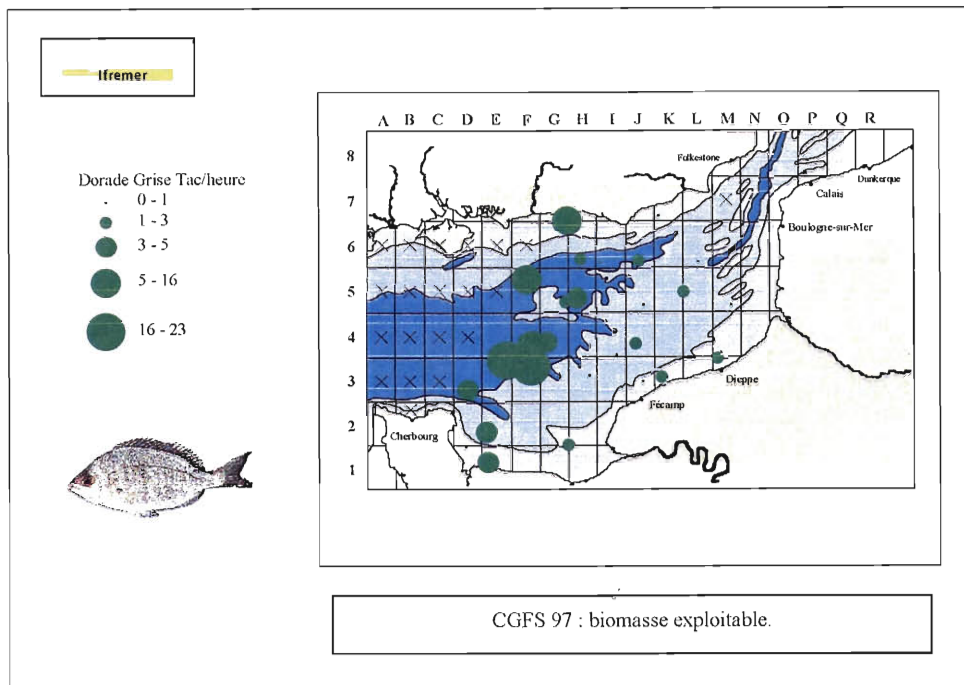 Ifremer
Dorade Grise Tac/heure
0 - 1
1 - 3
3 - 5
5 - 16
16 - 23
A B C D E F G H I J K L M N O P Q R
8
7
6
5
4
3
2
1
Folkestone
Dunkerque
Calais
Boulogne-sur-Mer
Dieppe
Fécamp
Cherbourg
CGFS 97 : biomasse exploitable.